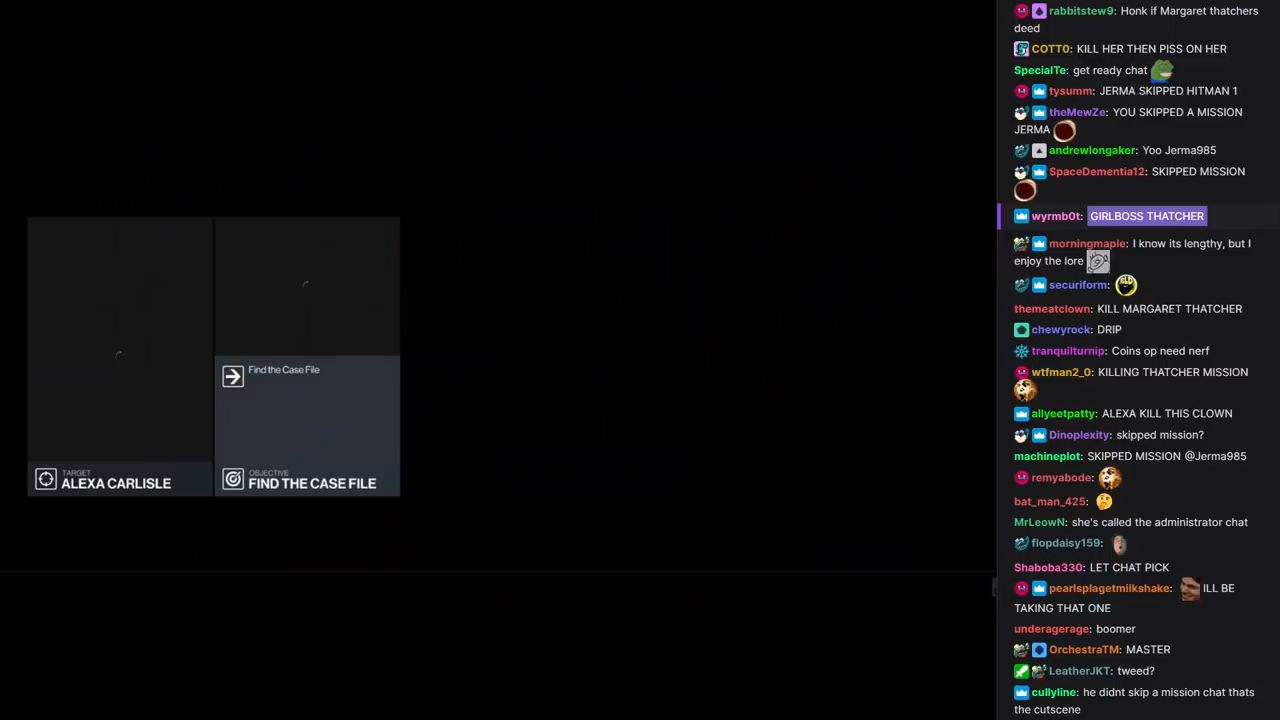 Find the Case File
TARGET
ALEXA CARLISLE
OBJECTIVE
FIND THE CASE FILE
rabbitstew9: Honk if Margaret thatchers
deed
COTT0: KILL HER THEN PISS ON HER
SpecialTe: get ready chat
tysumm: JERMA SKIPPED HITMAN 1
theMewZe: YOU SKIPPED A MISSION
JERMA
andrewlongaker: Yoo Jerma985
SpaceDementia12: SKIPPED MISSION
wyrmb0t: GIRLBOSS THATCHER
morningmaple: I know its lengthy, but I
enjoy the lore
securiform:
themeatclown: KILL MARGARET THATCHER
chewyrock: DRIP
tranquilturnip: Coins op need nerf
wtfman2_0: KILLING THATCHER MISSION
allyeetpatty: ALEXA KILL THIS CLOWN
Dinoplexity: skipped mission?
machineplot: SKIPPED MISSION @Jerma985
remyabode:
bat_man_425:
MrLeowN: she's called the administrator chat
flopdaisy159:
Shaboba330: LET CHAT PICK
pearlsplagetmilkshake: ILL BE
TAKING THAT ONE
underagerage: boomer
OrchestraTM: MASTER
LeatherJKT: tweed?
cullyline: he didnt skip a mission chat thats
the cutscene